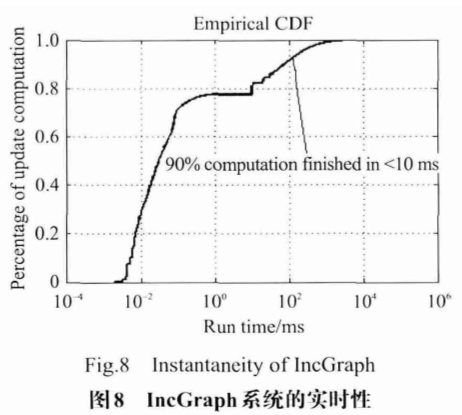 Empirical CDF
Percentage of update computation
1.0
0.8
0.6
0.4
0.2
0
90% computation finished in <10 ms
10⁻⁴ 10⁻² 10⁰ 10² 10⁴ 10⁶
Run time/ms
Fig.8 Instantaneity of IncGraph
图8 IncGraph系统的实时性